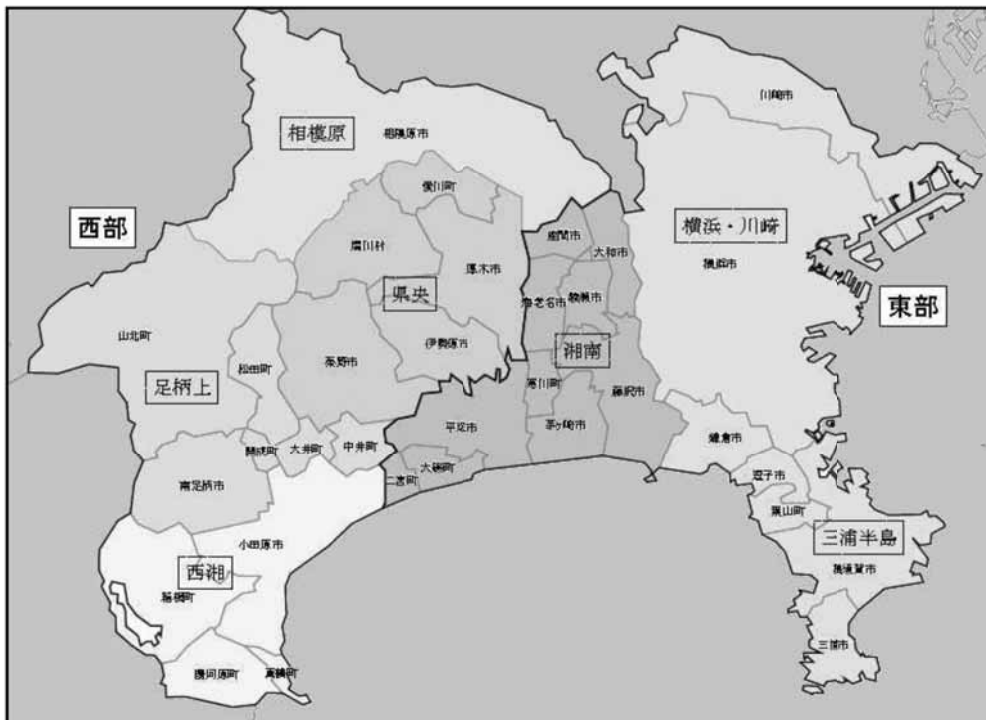 川崎市
相模原
相模原市
愛川町
西部
横浜・川崎
座間市
大和市
清川村
横浜市
厚木市
県央
海老名市
綾瀬市
東部
山北町
伊勢原市
湘南
松田町
秦野市
足柄上
寒川町
藤沢市
茅ヶ崎市
平塚市
鎌倉市
開成町
大井町
中井町
大磯町
二宮町
逗子市
南足柄市
葉山町
三浦半島
小田原市
横須賀市
西湘
箱根町
三浦市
湯河原町
真鶴町